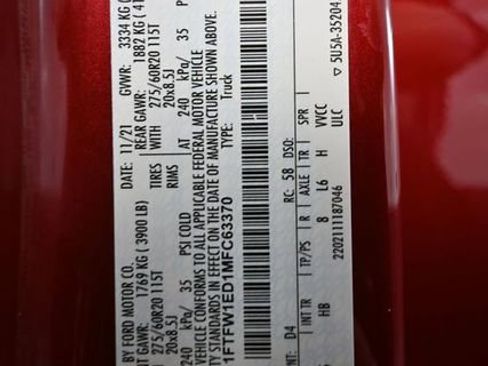 BY FORD MOTOR CO. DATE: 11/21 GVWR: 3334 KG
T GAWR: 1769 KG ( 3900 LB) REAR GAWR: 1882 KG ( 41
275/60R20 115T TIRES WITH 275/60R20 115T
20x8.5J RIMS 20x8.5J
240 kPa/ 35 PSI COLD AT 240 kPa/ 35 P
VEHICLE CONFORMS TO ALL APPLICABLE FEDERAL MOTOR VEHICLE
TY STANDARDS IN EFFECT ON THE DATE OF MANUFACTURE SHOWN ABOVE.
1FTFW1ED1MFC63370 TYPE: Truck
NT: D4 RC: 58 DSO:
INT TR TP/PS R AXLE TR SPR
HB 8 L6 H VVCC
ULC
2202111187046
▽ 5U5A-35204